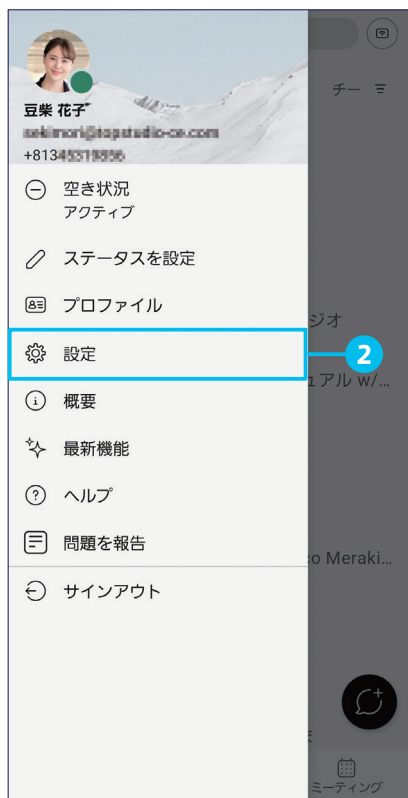 豆柴 花子
+813
チー
空き状況
アクティブ
ステータスを設定
プロファイル
ジオ
設定
2
ュアル w/...
概要
最新機能
ヘルプ
問題を報告
co Meraki...
サインアウト
ミーティング